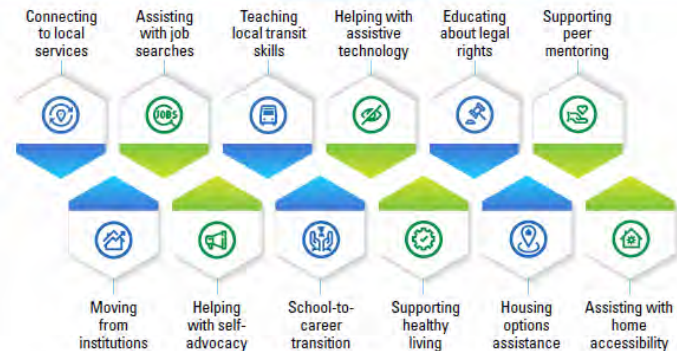 Connecting
to local
services
Assisting
with job
searches
Teaching
local transit
skills
Helping with
assistive
technology
Educating
about legal
rights
Supporting
peer
mentoring
JOBS
Moving
from
institutions
Helping
with self-
advocacy
School-to-
career
transition
Supporting
healthy
living
Housing
options
assistance
Assisting with
home
accessibility